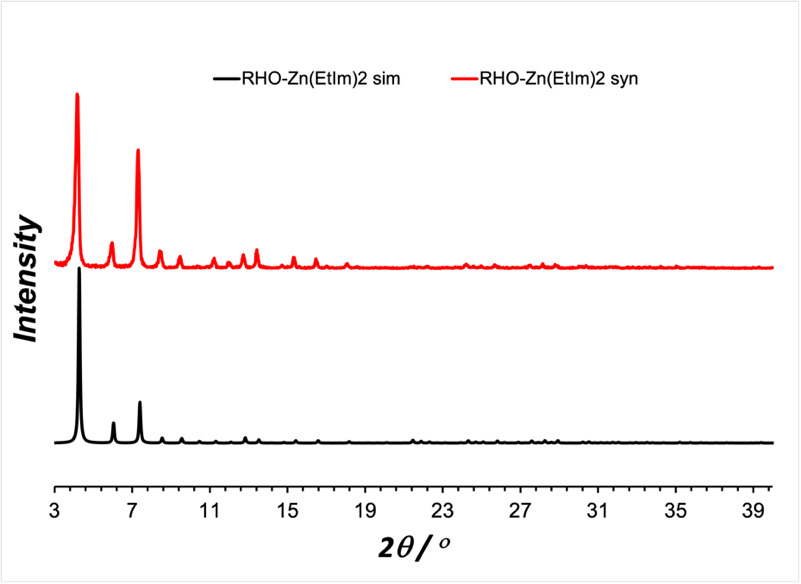 RHO-Zn(EtIm)2 sim
RHO-Zn(EtIm)2 syn
Intensity
3 7 11 15 19 23 27 31 35 39
2θ / °